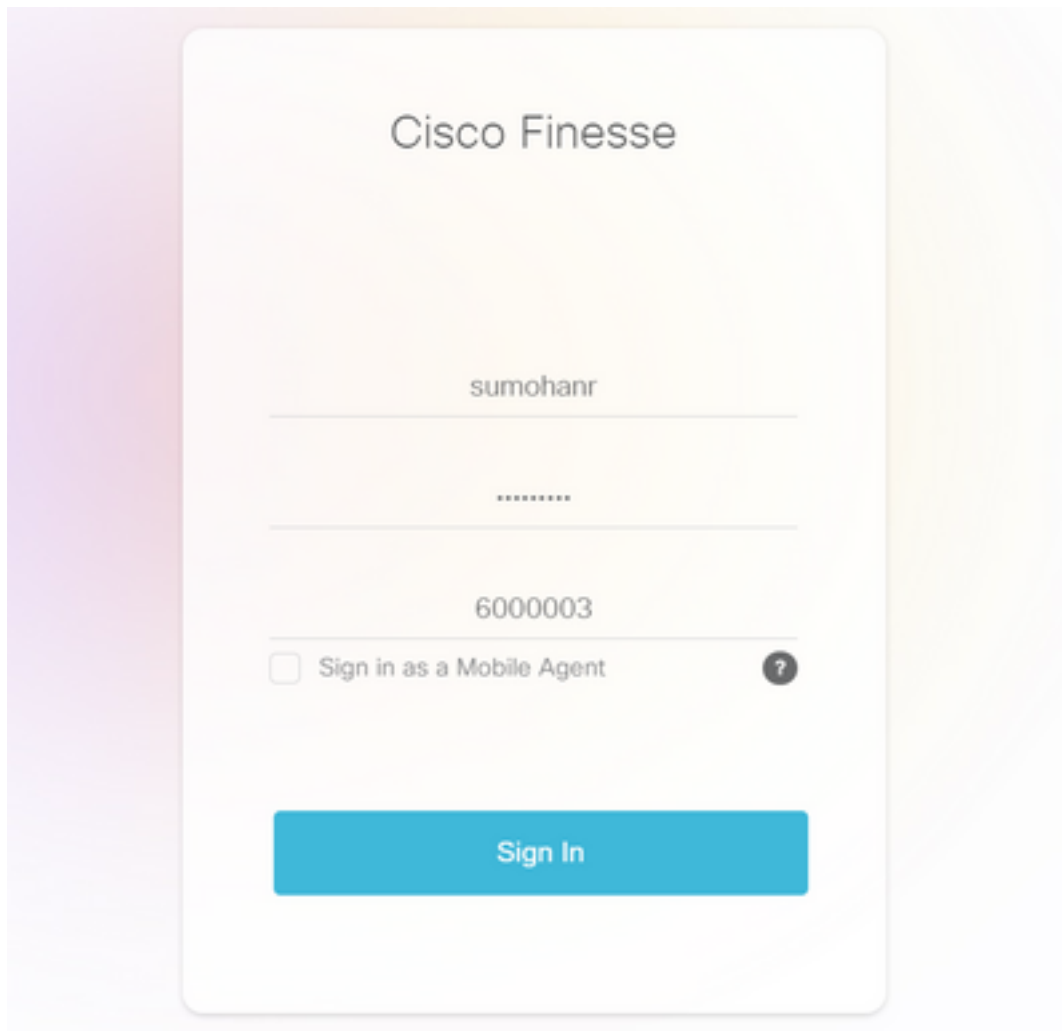 Cisco Finesse
sumohanr
•••••••••
6000003
Sign in as a Mobile Agent ?
Sign In